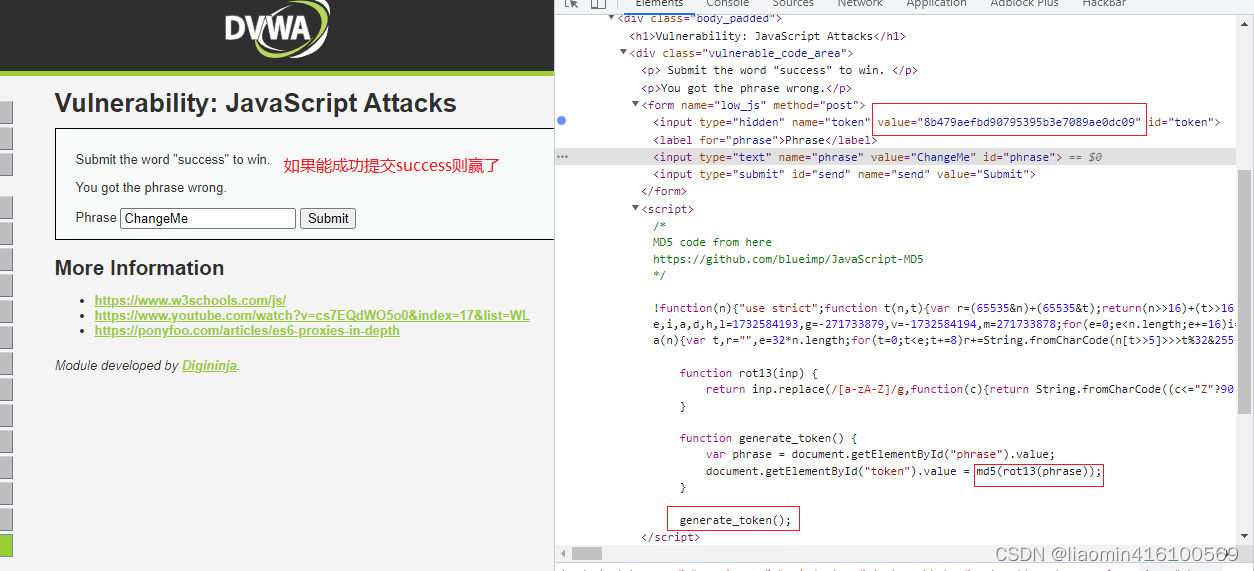 DVWA
Vulnerability: JavaScript Attacks
Submit the word "success" to win.
如果能成功提交success则赢了
You got the phrase wrong.
Phrase ChangeMe Submit
More Information
https://www.w3schools.com/js/
https://www.youtube.com/watch?v=cs7EQdWO5o0&index=17&list=WL
https://ponyfoo.com/articles/es6-proxies-in-depth
Module developed by Digininja.
Elements Console Sources Network Application Adblock Plus HackBar
<div class="body_padded">
<h1>Vulnerability: JavaScript Attacks</h1>
<div class="vulnerable_code_area">
<p> Submit the word "success" to win. </p>
<p>You got the phrase wrong.</p>
<form name="low_js" method="post">
<input type="hidden" name="token" value="8b479aefbd90795395b3e7089ae0dc09" id="token">
<label for="phrase">Phrase</label>
<input type="text" name="phrase" value="ChangeMe" id="phrase"> == $0
<input type="submit" id="send" name="send" value="Submit">
</form>
<script>
/*
MD5 code from here
https://github.com/blueimp/JavaScript-MD5
*/
!function(n){"use strict";function t(n,t){var r=(65535&n)+(65535&t);return(n>>16)+(t>>16
e,i,a,d,h,l=1732584193,g=-271733879,v=-1732584194,m=271733878;for(e=0;e<n.length;e+=16)i=
a(n){var t,r="",e=32*n.length;for(t=0;t<e;t+=8)r+=String.fromCharCode(n[t>>5]>>>t%32&255
function rot13(inp) {
return inp.replace(/[a-zA-Z]/g,function(c){return String.fromCharCode((c<="Z"?90
}
function generate_token() {
var phrase = document.getElementById("phrase").value;
document.getElementById("token").value = md5(rot13(phrase));
}
generate_token();
</script>
CSDN @liaomin416100569